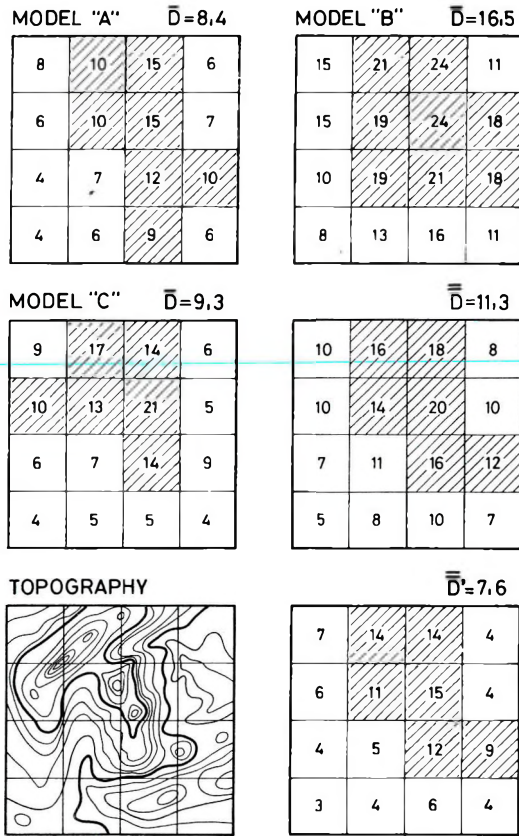 MODEL "A" D̿=8,4
8 10 15 6
6 10 15 7
4 7 12 10
4 6 9 6
MODEL "B" D̿=16,5
15 21 24 11
15 19 24 18
10 19 21 18
8 13 16 11
MODEL "C" D̿=9,3
9 17 14 6
10 13 21 5
6 7 14 9
4 5 5 4
D̿=11,3
10 16 18 8
10 14 20 10
7 11 16 12
5 8 10 7
TOPOGRAPHY
D̿'=7,6
7 14 14 4
6 11 15 4
4 5 12 9
3 4 6 4